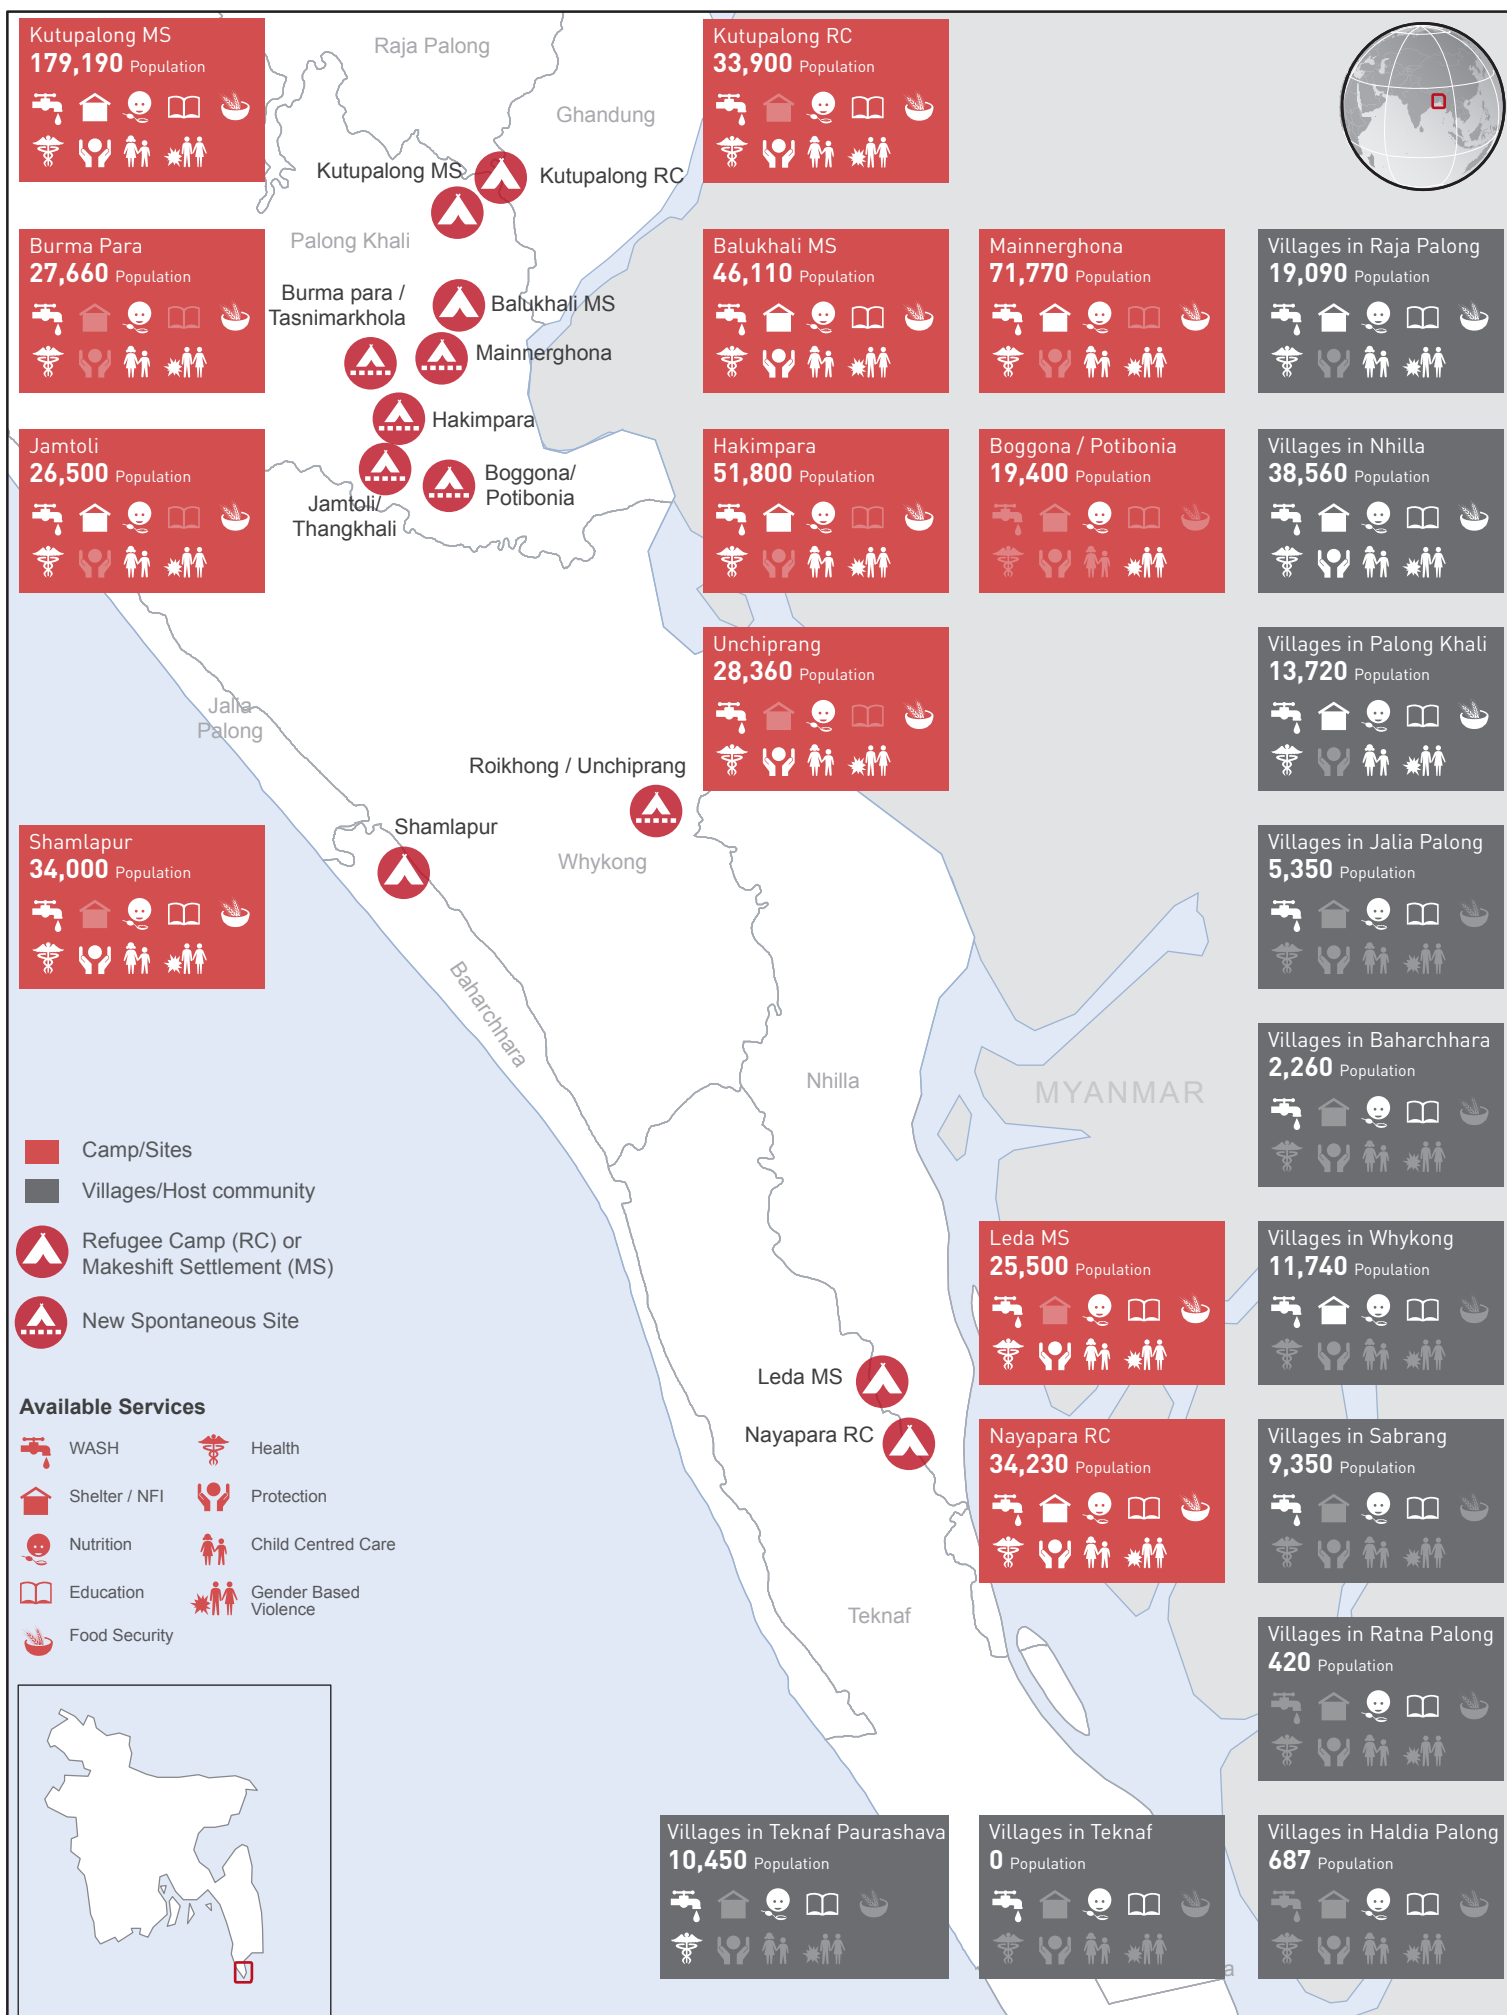 Kutupalong MS
179,190 Population
Raja Palong
Kutupalong RC
33,900 Population
Ghandung
Kutupalong MS
Kutupalong RC
Palong Khali
Burma Para
27,660 Population
Burma para /
Tasnimarkhola
Balukhali MS
Mainnerghona
Balukhali MS
46,110 Population
Mainnerghona
71,770 Population
Villages in Raja Palong
19,090 Population
Hakimpara
Jamtoli
26,500 Population
Boggona/
Potibonia
Jamtoli/
Thangkhali
Hakimpara
51,800 Population
Boggona / Potibonia
19,400 Population
Villages in Nhilla
38,560 Population
Unchiprang
28,360 Population
Villages in Palong Khali
13,720 Population
Jalia
Palong
Roikhong / Unchiprang
Shamlapur
Whykong
Shamlapur
34,000 Population
Villages in Jalia Palong
5,350 Population
Baharchhara
Nhilla
MYANMAR
Villages in Baharchhara
2,260 Population
Camp/Sites
Villages/Host community
Refugee Camp (RC) or
Makeshift Settlement (MS)
New Spontaneous Site
Leda MS
25,500 Population
Villages in Whykong
11,740 Population
Leda MS
Nayapara RC
Nayapara RC
34,230 Population
Villages in Sabrang
9,350 Population
Available Services
WASH
Health
Shelter / NFI
Protection
Nutrition
Child Centred Care
Education
Gender Based
Violence
Food Security
Teknaf
Villages in Ratna Palong
420 Population
Villages in Teknaf Paurashava
10,450 Population
Villages in Teknaf
0 Population
Villages in Haldia Palong
687 Population